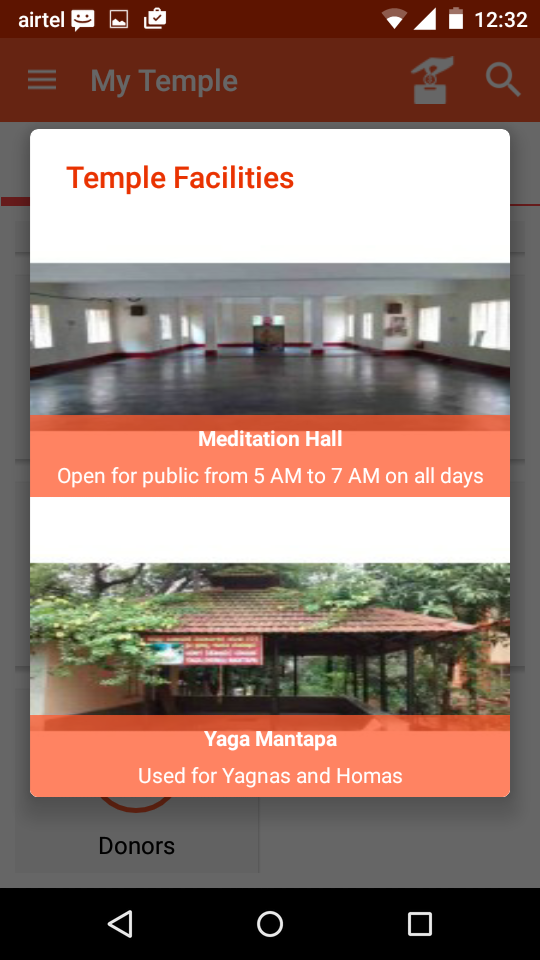 airtel
12:32
My Temple
Temple Facilities
Meditation Hall
Open for public from 5 AM to 7 AM on all days
Yaga Mantapa
Used for Yagnas and Homas
Donors